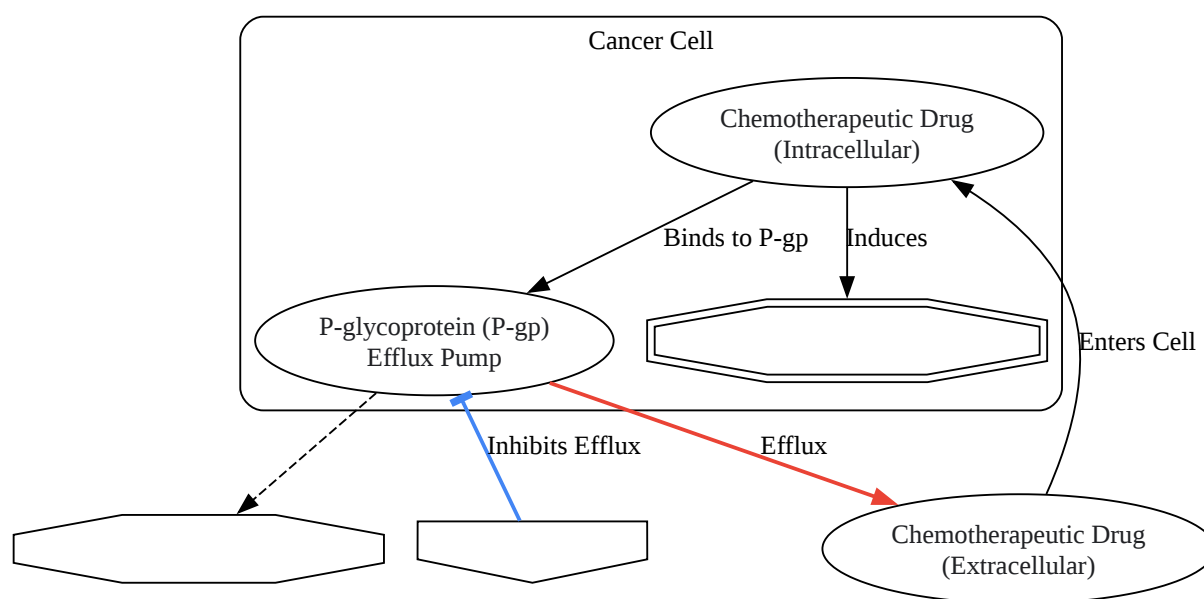 Cancer Cell
Chemotherapeutic Drug
(Intracellular)
Binds to P-gp
Induces
P-glycoprotein (P-gp)
Efflux Pump
Enters Cell
Inhibits Efflux
Efflux
Chemotherapeutic Drug
(Extracellular)